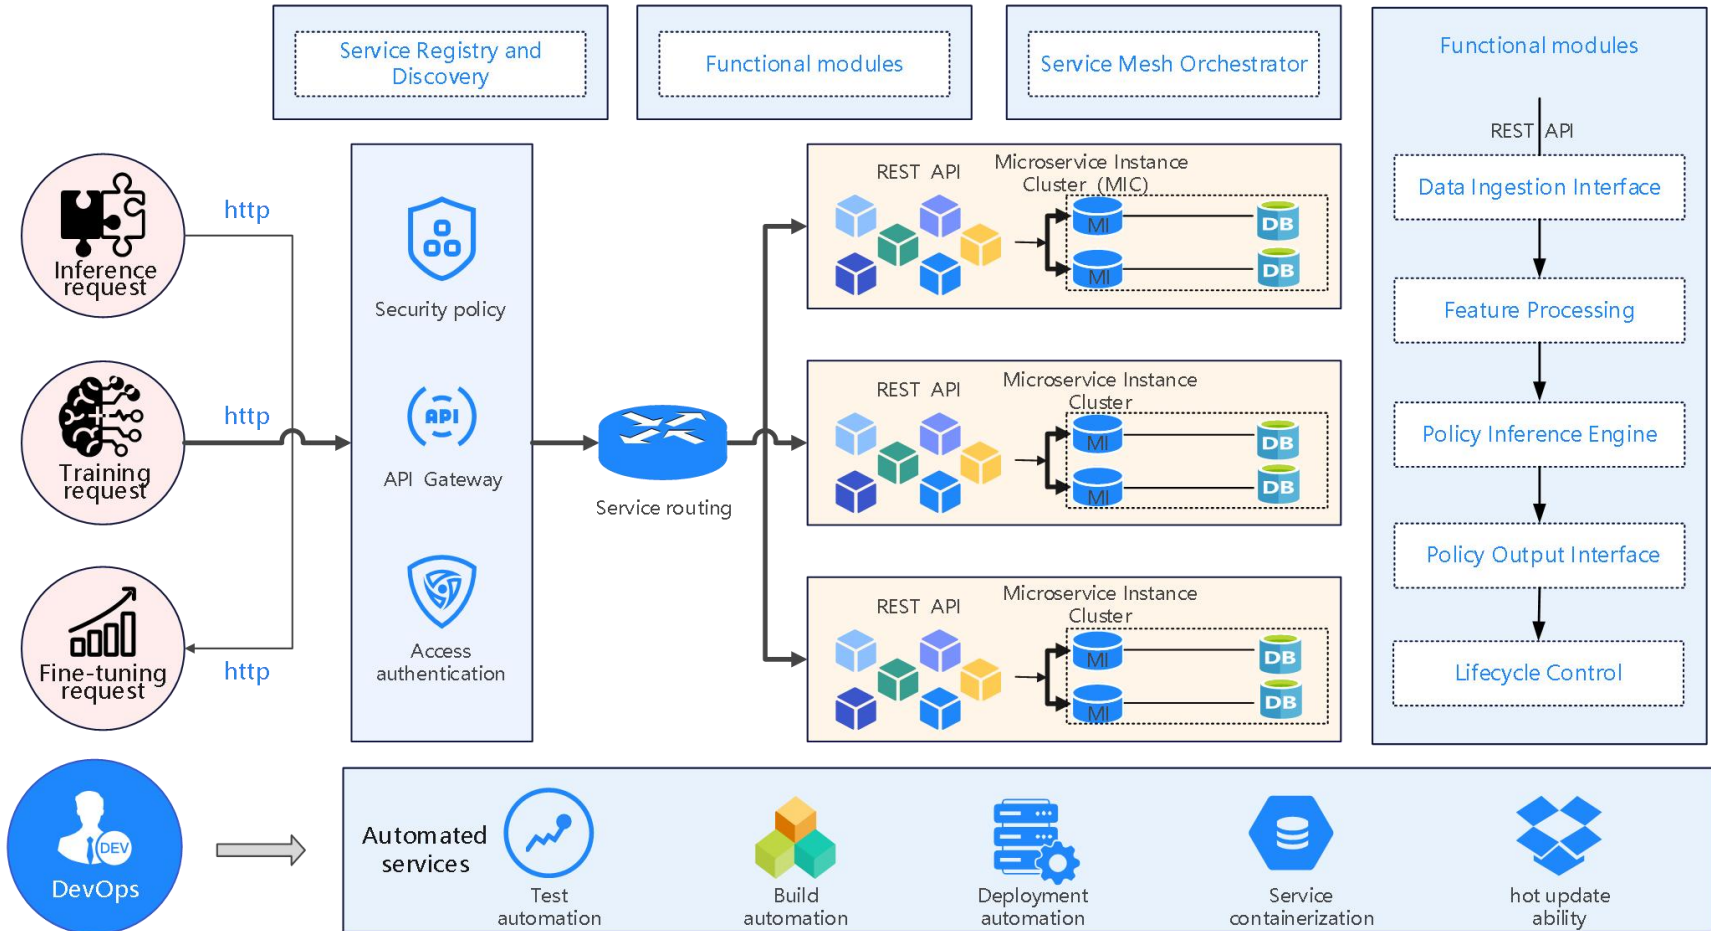 Service Registry and
Discovery
Functional modules
Service Mesh Orchestrator
Functional modules
REST API
Data Ingestion Interface
Feature Processing
Policy Inference Engine
Policy Output Interface
Lifecycle Control
Inference
request
http
Training
request
http
Fine-tuning
request
http
Security policy
API
API Gateway
Access
authentication
Service routing
REST API
Microservice Instance
Cluster (MIC)
MI
DB
MI
DB
REST API
Microservice Instance
Cluster
MI
DB
MI
DB
REST API
Microservice Instance
Cluster
MI
DB
MI
DB
DEV
DevOps
Automated
services
Test
automation
Build
automation
Deployment
automation
Service
containerization
hot update
ability